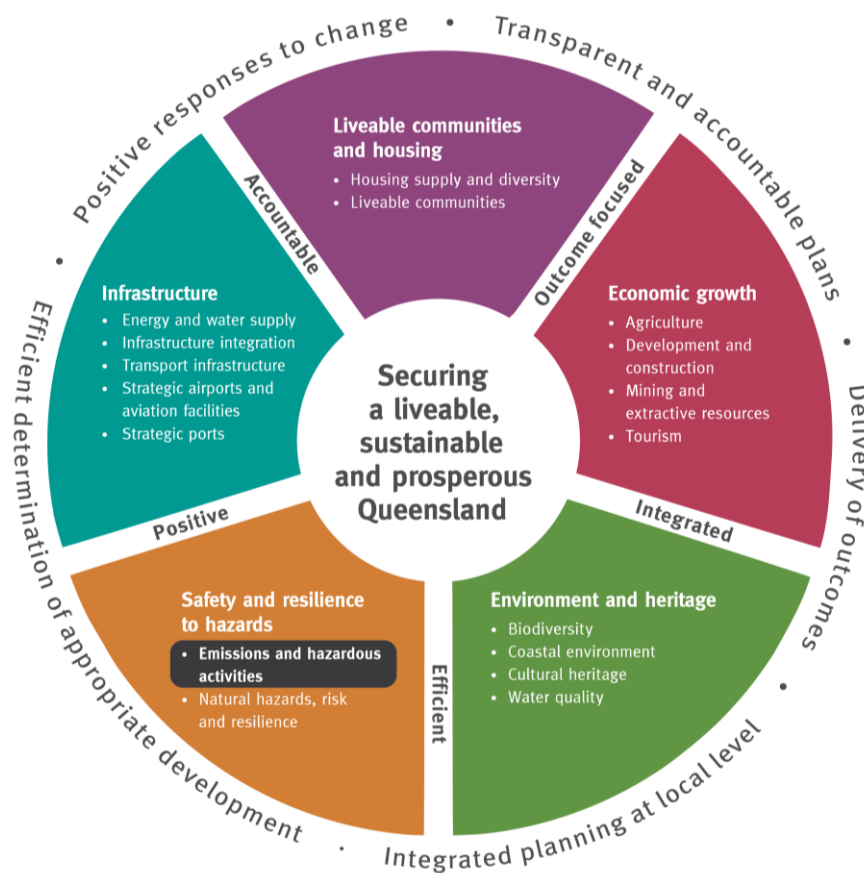 Positive responses to change
•
Transparent and accountable plans
•
Delivery of outcomes
•
Integrated planning at local level
•
Efficient determination of appropriate development
•
Liveable communities
and housing
• Housing supply and diversity
• Liveable communities
Accountable
Outcome focused
Infrastructure
• Energy and water supply
• Infrastructure integration
• Transport infrastructure
• Strategic airports and
aviation facilities
• Strategic ports
Economic growth
• Agriculture
• Development and
construction
• Mining and
extractive resources
• Tourism
Securing
a liveable,
sustainable
and prosperous
Queensland
Positive
Integrated
Safety and resilience
to hazards
• Emissions and hazardous
activities
• Natural hazards, risk
and resilience
Efficient
Environment and heritage
• Biodiversity
• Coastal environment
• Cultural heritage
• Water quality